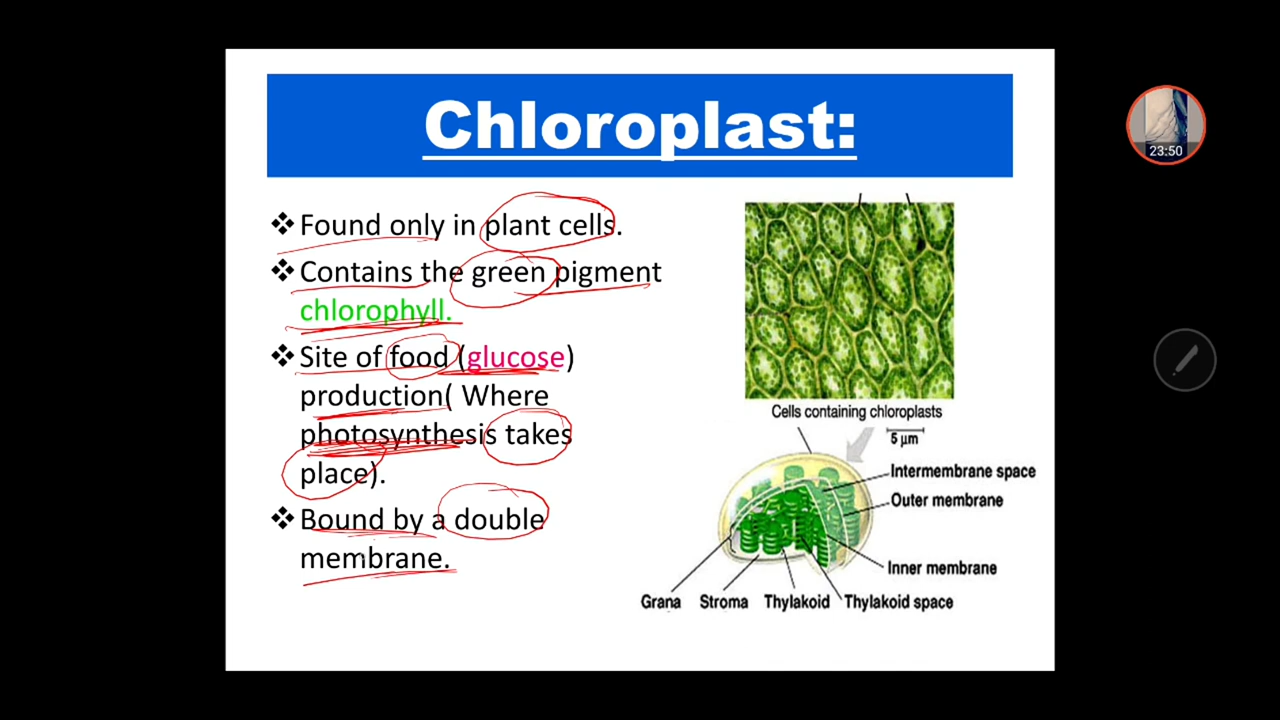 Chloroplast:
❖Found only in plant cells.
❖Contains the green pigment
chlorophyll.
❖Site of food (glucose)
production( Where
photosynthesis takes
place).
❖Bound by a double
membrane.
Cells containing chloroplasts
5 µm
Intermembrane space
Outer membrane
Inner membrane
Grana Stroma Thylakoid Thylakoid space
23:50